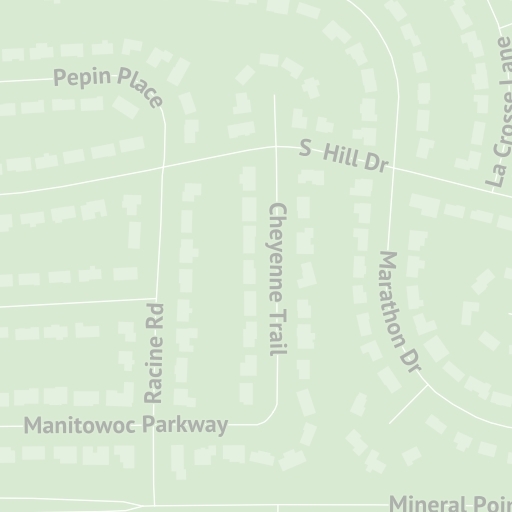 Pepin Place
La Crosse Lane
S Hill Dr
Cheyenne Trail
Marathon Dr
Racine Rd
Manitowoc Parkway
Mineral Poin